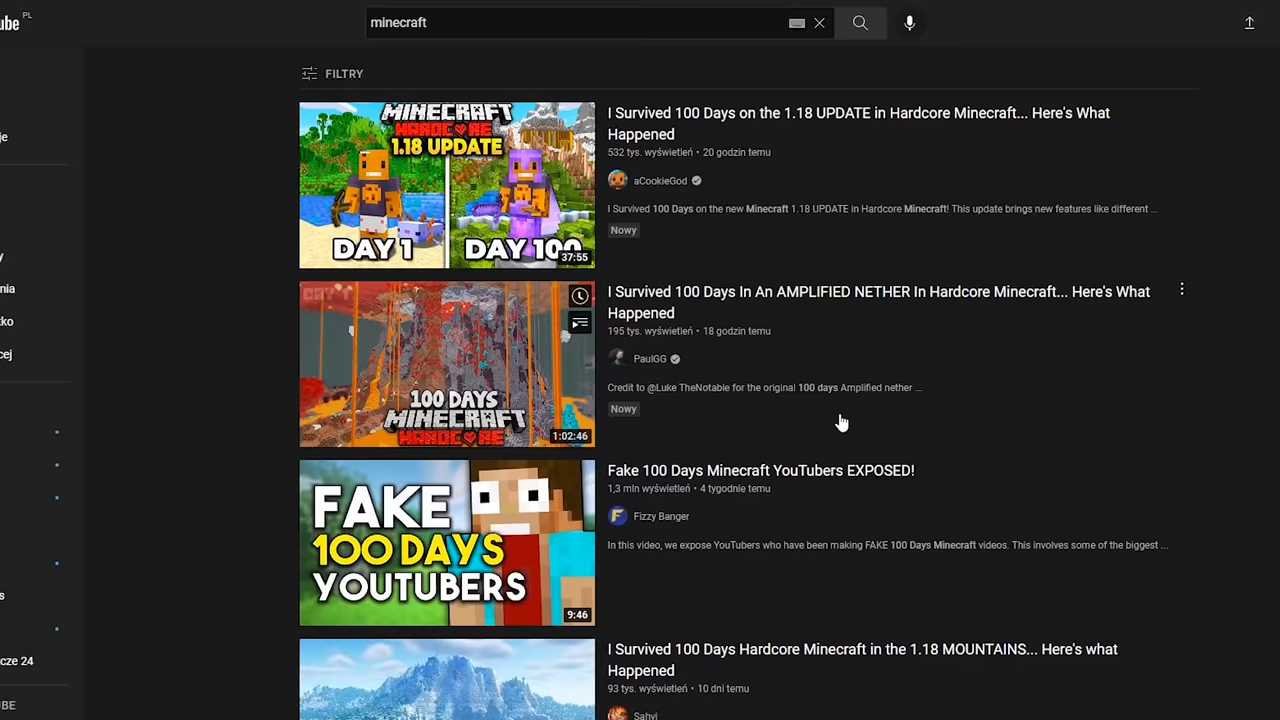 ube PL
minecraft
FILTRY
je
y
nia
ko
cej
s
cze 24
BE
MINECRAFT
HARDCORE
1.18 UPDATE
DAY 1
DAY 100
37:55
I Survived 100 Days on the 1.18 UPDATE in Hardcore Minecraft... Here's What
Happened
532 tys. wyświetleń • 20 godzin temu
aCookieGod
I Survived 100 Days on the new Minecraft 1.18 UPDATE in Hardcore Minecraft! This update brings new features like different ...
Nowy
100 DAYS
MINECRAFT
HARDCORE
1:02:46
I Survived 100 Days In An AMPLIFIED NETHER In Hardcore Minecraft... Here's What
Happened
195 tys. wyświetleń • 18 godzin temu
PaulGG
Credit to @Luke TheNotable for the original 100 days Amplified nether ...
Nowy
FAKE
100 DAYS
YOUTUBERS
9:46
Fake 100 Days Minecraft YouTubers EXPOSED!
1,3 mln wyświetleń • 4 tygodnie temu
Fizzy Banger
In this video, we expose YouTubers who have been making FAKE 100 Days Minecraft videos. This involves some of the biggest ...
I Survived 100 Days Hardcore Minecraft in the 1.18 MOUNTAINS... Here's what
Happened
93 tys. wyświetleń • 10 dni temu